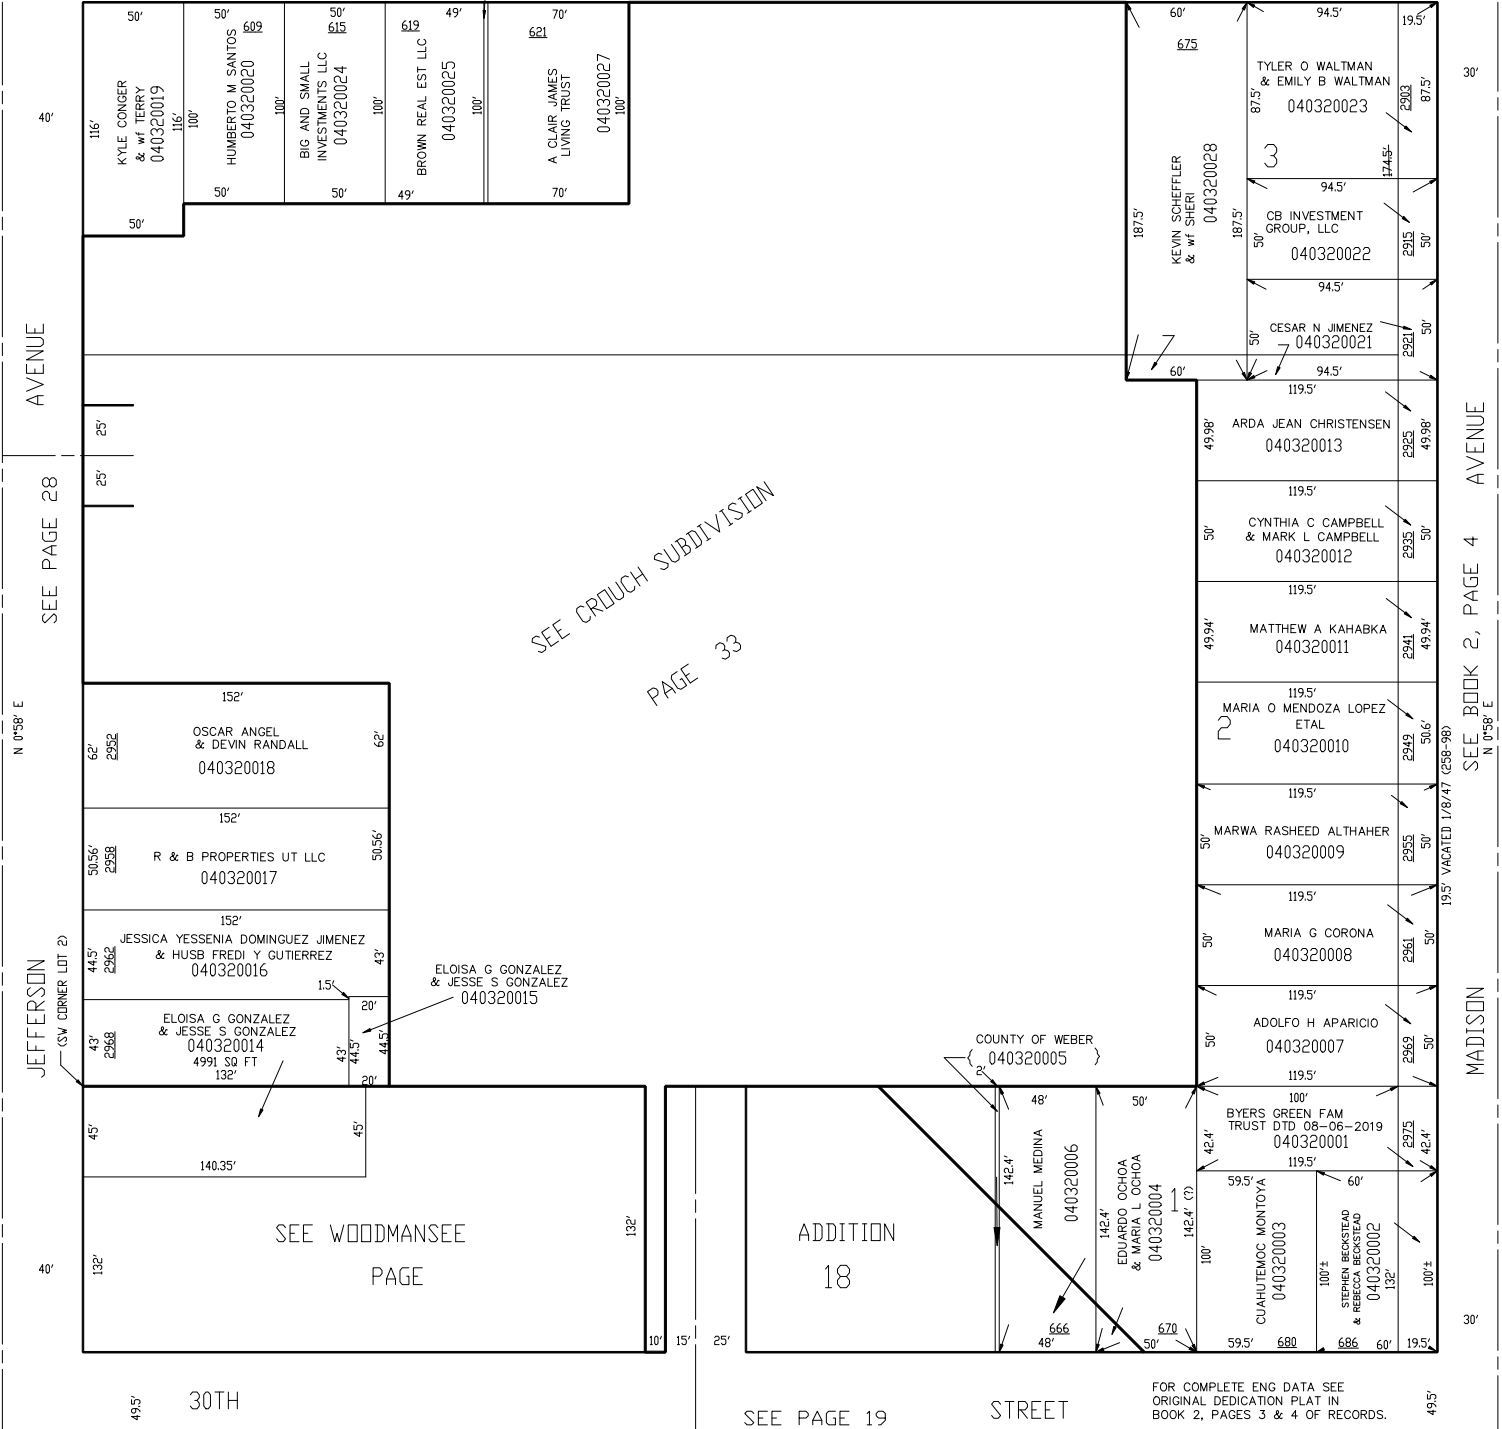 50'
50'
609
50'
615
619
49'
70'
621
60'
675
94.5'
19.5'
30'
40'
116'
KYLE CONGER
& wf TERRY
040320019
116'
100'
HUMBERTO M SANTOS
040320020
100'
BIG AND SMALL
INVESTMENTS LLC
040320024
100'
BROWN REAL EST LLC
040320025
100'
A CLAIR JAMES
LIVING TRUST
040320027
100'
50'
50'
50'
49'
70'
187.5'
KEVIN SCHEFFLER
& wf SHERI
040320028
187.5'
60'
TYLER O WALTMAN
& EMILY B WALTMAN
040320023
87.5'
2903
87.5'
3
174.5'
94.5'
CB INVESTMENT
GROUP, LLC
040320022
50'
2915
50'
94.5'
CESAR N JIMENEZ
040320021
50'
2921
50'
94.5'
119.5'
ARDA JEAN CHRISTENSEN
040320013
49.98'
2925
49.98'
119.5'
CYNTHIA C CAMPBELL
& MARK L CAMPBELL
040320012
50'
2935
50'
119.5'
MATTHEW A KAHABKA
040320011
49.94'
2941
49.94'
119.5'
MARIA O MENDOZA LOPEZ
ETAL
040320010
2
2949
50.6'
119.5'
MARWA RASHEED ALTHAHER
040320009
50'
2955
50'
119.5'
MARIA G CORONA
040320008
50'
2961
50'
119.5'
ADOLFO H APARICIO
040320007
50'
2969
50'
119.5'
100'
BYERS GREEN FAM
TRUST DTD 08-06-2019
040320001
42.4'
2975
42.4'
119.5'
59.5'
CUAHUTEMOC MONTOYA
040320003
100'
59.5'
680
60'
100'±
STEPHEN BECKSTEAD
& REBECCA BECKSTEAD
040320002
132'
100'±
686
60'
19.5'
30'
AVENUE
MADISON
SEE BOOK 2, PAGE 4
N 0°58' E
19.5' VACATED 1/8/47 (258-98)
AVENUE
25'
25'
SEE PAGE 28
N 0°58' E
JEFFERSON
(SW CORNER LOT 2)
SEE CROUCH SUBDIVISION
PAGE 33
152'
OSCAR ANGEL
& DEVIN RANDALL
040320018
62'
2952
62'
152'
R & B PROPERTIES UT LLC
040320017
50.56'
2958
50.56'
152'
JESSICA YESSENIA DOMINGUEZ JIMENEZ
& HUSB FREDI Y GUTIERREZ
040320016
44.5'
2962
43'
1.5'
20'
ELOISA G GONZALEZ
& JESSE S GONZALEZ
040320015
ELOISA G GONZALEZ
& JESSE S GONZALEZ
040320014
4991 SQ FT
132'
43'
2968
43'
44.5'
44.5'
20'
45'
45'
140.35'
SEE WOODMANSEE
PAGE
132'
132'
40'
10'
15'
25'
ADDITION
18
COUNTY OF WEBER
{ 040320005 }
2'
48'
MANUEL MEDINA
040320006
142.4'
666
48'
50'
EDUARDO OCHOA
& MARIA L OCHOA
040320004
142.4'
1
142.4' (?)
670
50'
49.5'
30TH
SEE PAGE 19
STREET
FOR COMPLETE ENG DATA SEE
ORIGINAL DEDICATION PLAT IN
BOOK 2, PAGES 3 & 4 OF RECORDS.
49.5'